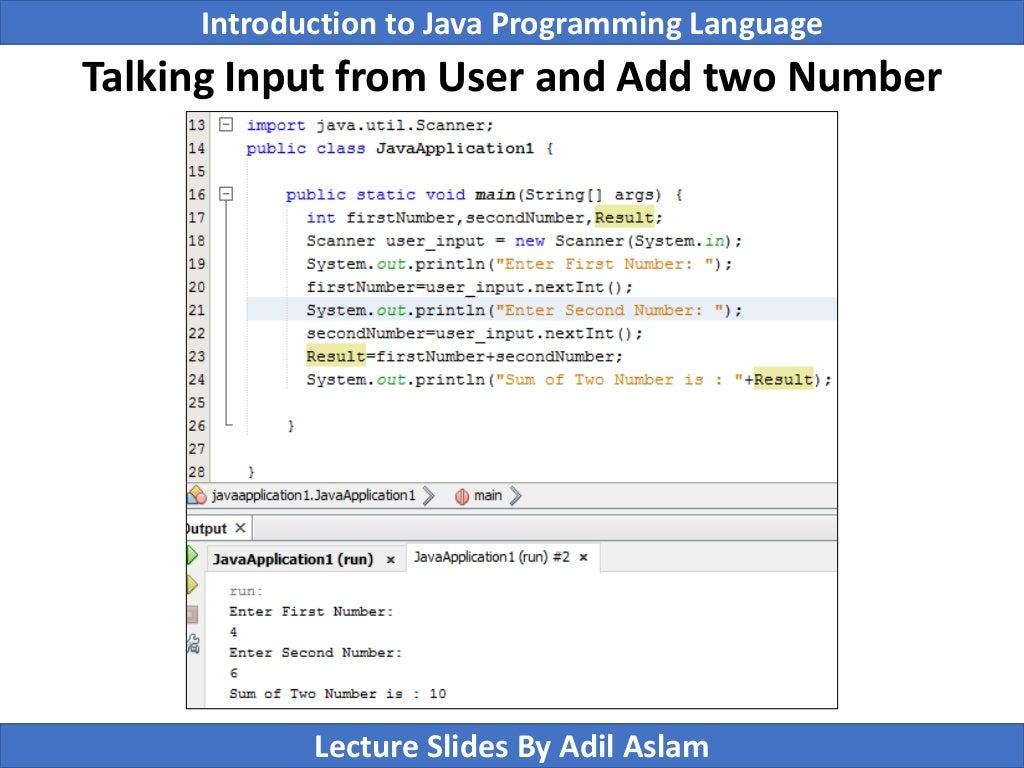 Introduction to Java Programming Language
Talking Input from User and Add two Number
13 import java.util.Scanner;
14 public class JavaApplication1 {
15
16 public static void main(String[] args) {
17 int firstNumber,secondNumber,Result;
18 Scanner user_input = new Scanner(System.in);
19 System.out.println("Enter First Number: ");
20 firstNumber=user_input.nextInt();
21 System.out.println("Enter Second Number: ");
22 secondNumber=user_input.nextInt();
23 Result=firstNumber+secondNumber;
24 System.out.println("Sum of Two Number is : "+Result);
25
26 }
27
28 }
javaapplication1.JavaApplication1 main
Output
JavaApplication1 (run) JavaApplication1 (run) #2
run:
Enter First Number:
4
Enter Second Number:
6
Sum of Two Number is : 10
Lecture Slides By Adil Aslam